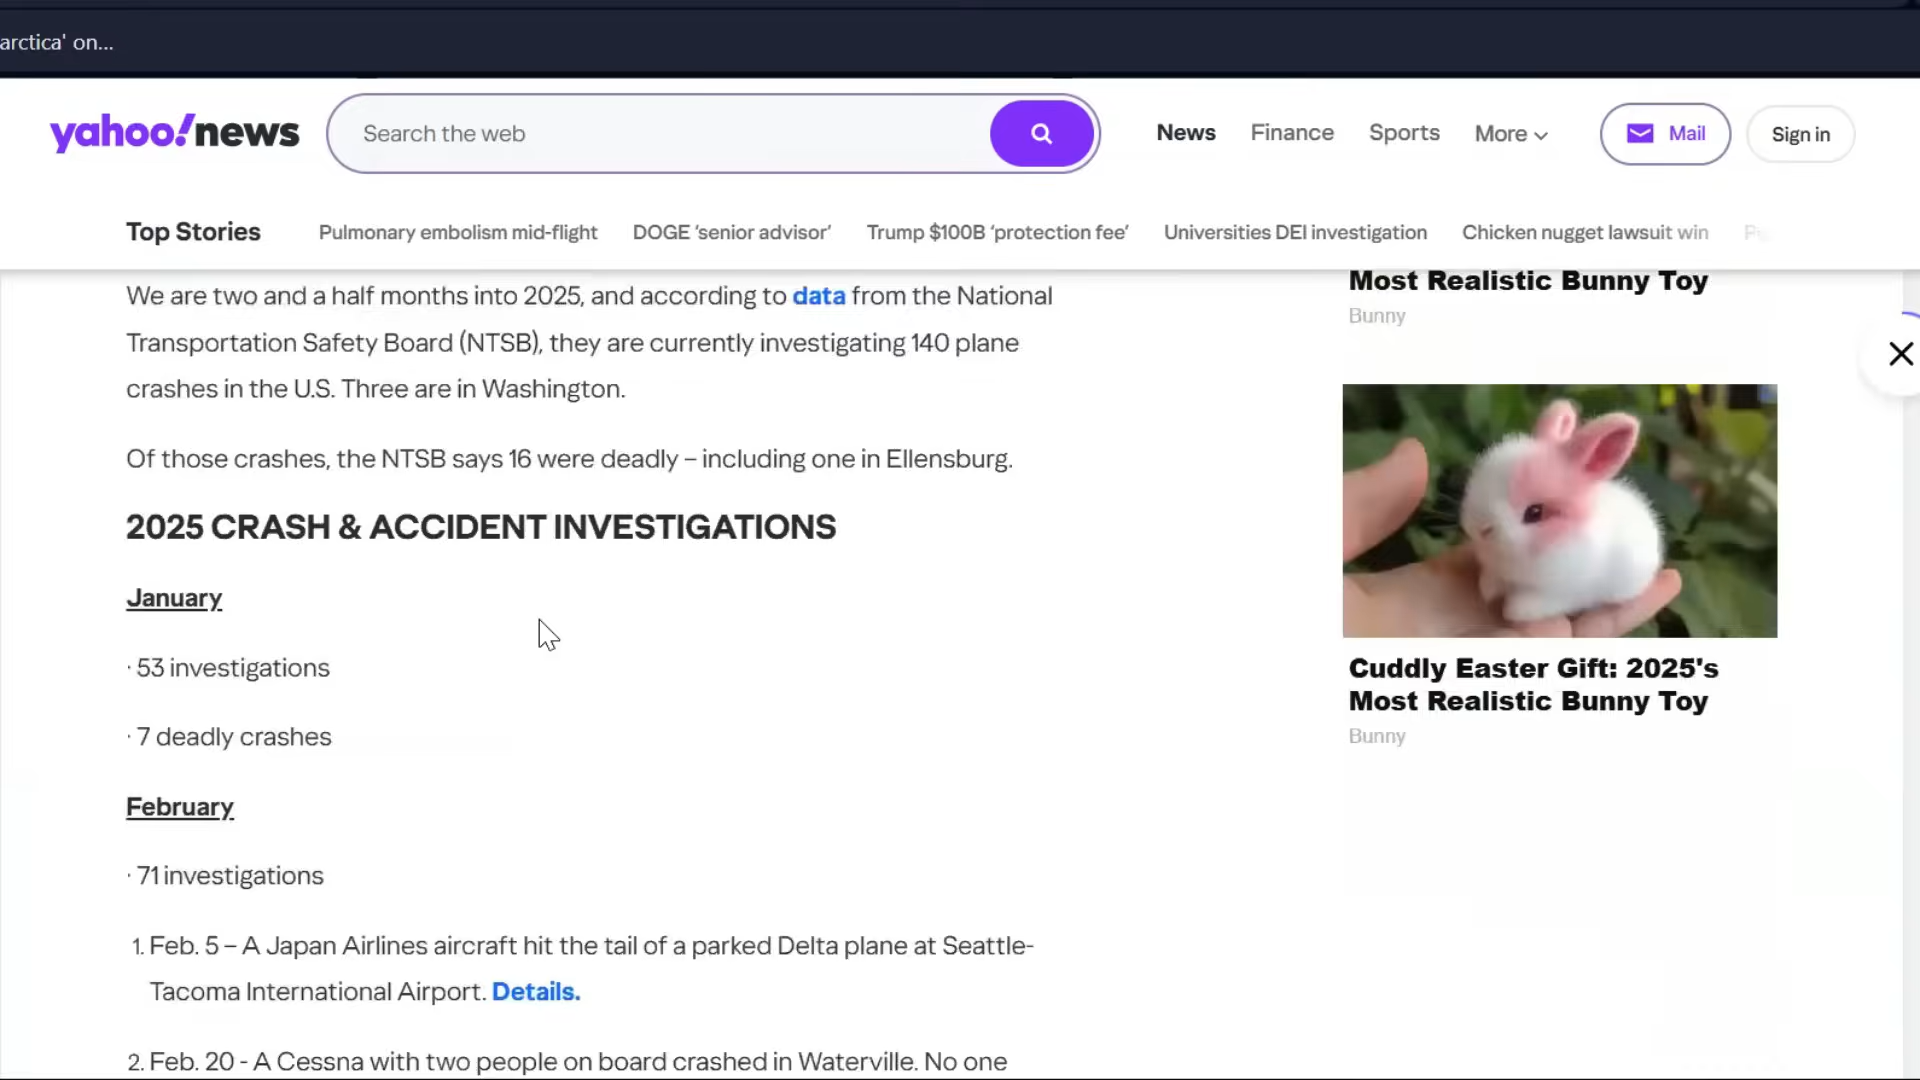 arctica' on...
yahoo!news
Search the web
News Finance Sports More Mail Sign in
Top Stories Pulmonary embolism mid-flight DOGE ‘senior advisor’ Trump $100B ‘protection fee’ Universities DEI investigation Chicken nugget lawsuit win
We are two and a half months into 2025, and according to data from the National
Transportation Safety Board (NTSB), they are currently investigating 140 plane
crashes in the U.S. Three are in Washington.
Of those crashes, the NTSB says 16 were deadly – including one in Ellensburg.
2025 CRASH & ACCIDENT INVESTIGATIONS
January
· 53 investigations
· 7 deadly crashes
February
· 71 investigations
1. Feb. 5 – A Japan Airlines aircraft hit the tail of a parked Delta plane at Seattle-
Tacoma International Airport. Details.
2. Feb. 20 - A Cessna with two people on board crashed in Waterville. No one
Most Realistic Bunny Toy
Bunny
Cuddly Easter Gift: 2025's
Most Realistic Bunny Toy
Bunny